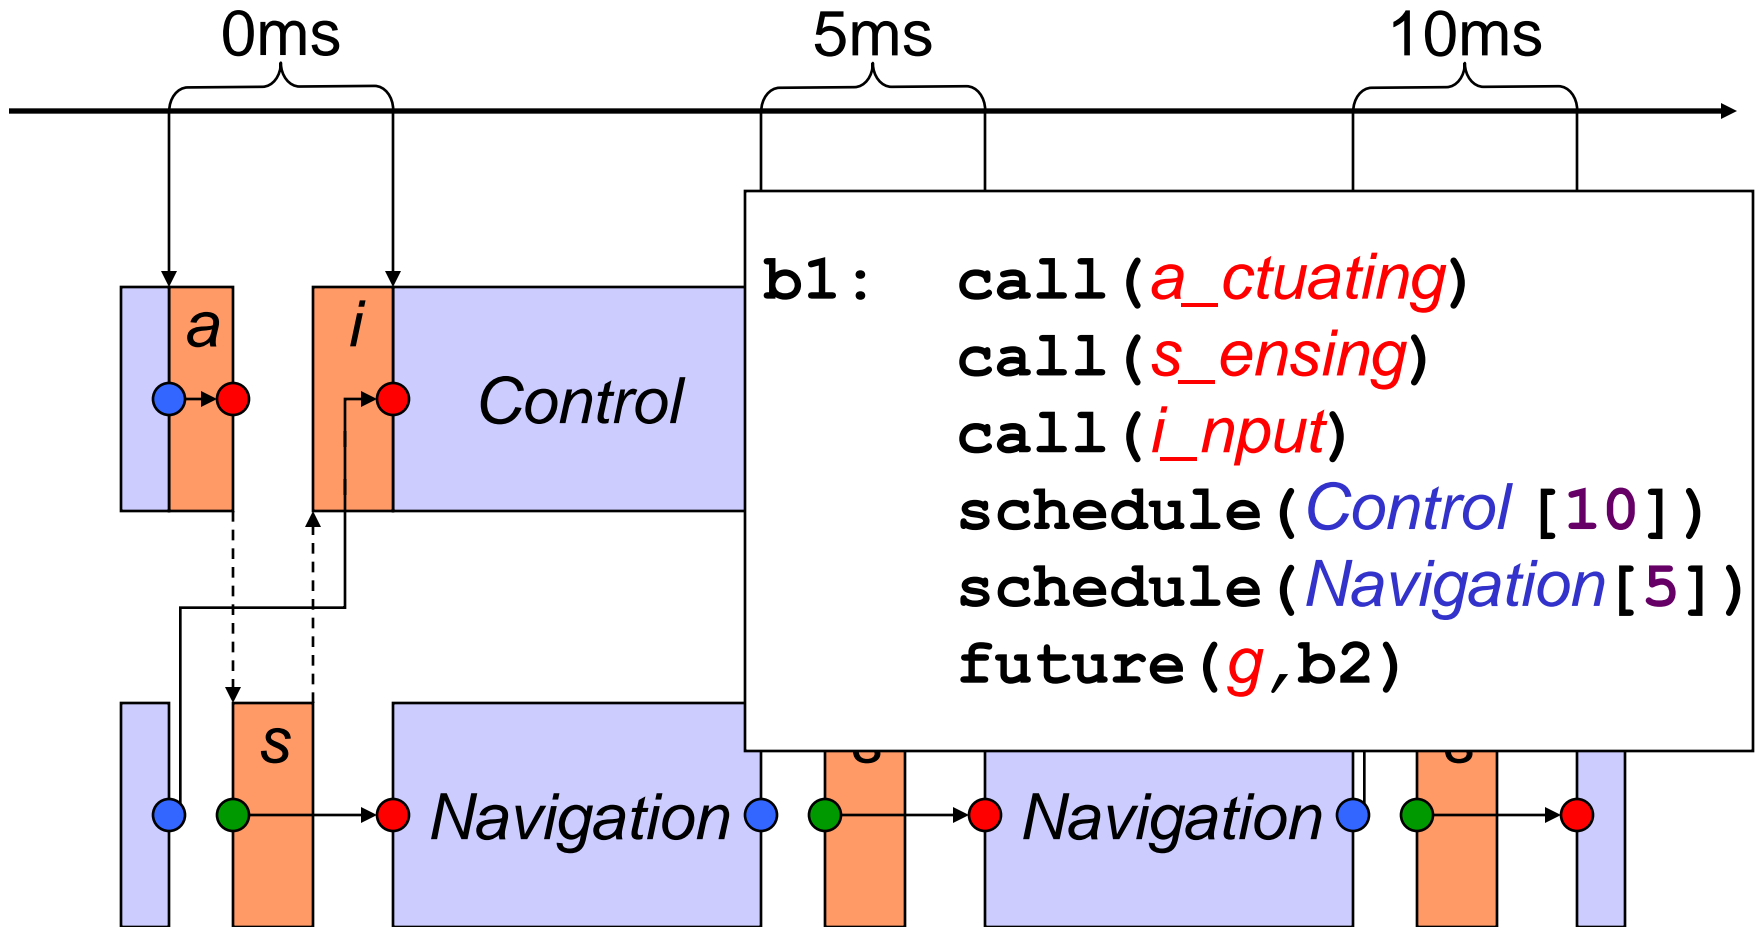 0ms 5ms 10ms
a i
Control
b1: call(a_ctuating)
call(s_ensing)
call(i_nput)
schedule(Control [10])
schedule(Navigation[5])
future(g,b2)
s s s
Navigation Navigation